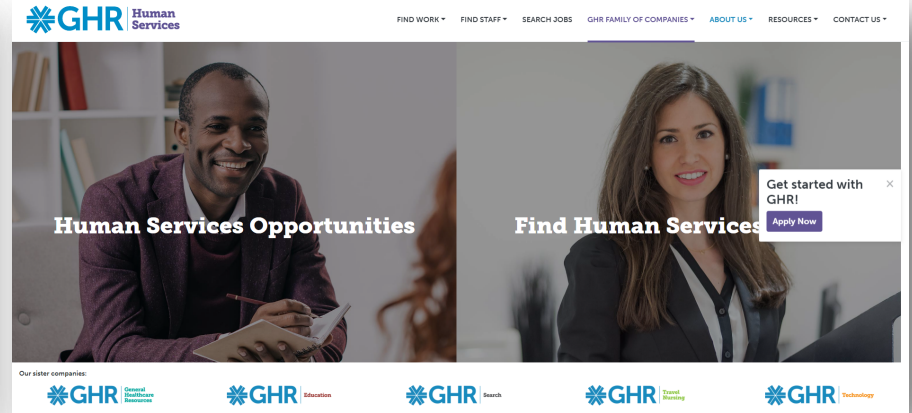 GHR Human
Services
FIND WORK FIND STAFF SEARCH JOBS GHR FAMILY OF COMPANIES ABOUT US RESOURCES CONTACT US
Human Services Opportunities
Find Human Services
Get started with
GHR!
Apply Now
Our sister companies:
GHR General
Healthcare
Resources
GHR Education
GHR Search
GHR Travel
Nursing
GHR Technology